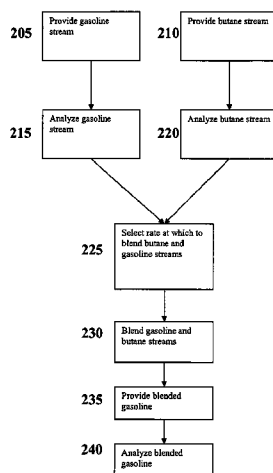 205
Provide gasoline
stream
210
Provide butane stream
215
Analyze gasoline
stream
220
Analyze butane stream
225
Select rate at which to
blend butane and
gasoline streams
230
Blend gasoline and
butane streams
235
Provide blended
gasoline
240
Analyze blended
gasoline